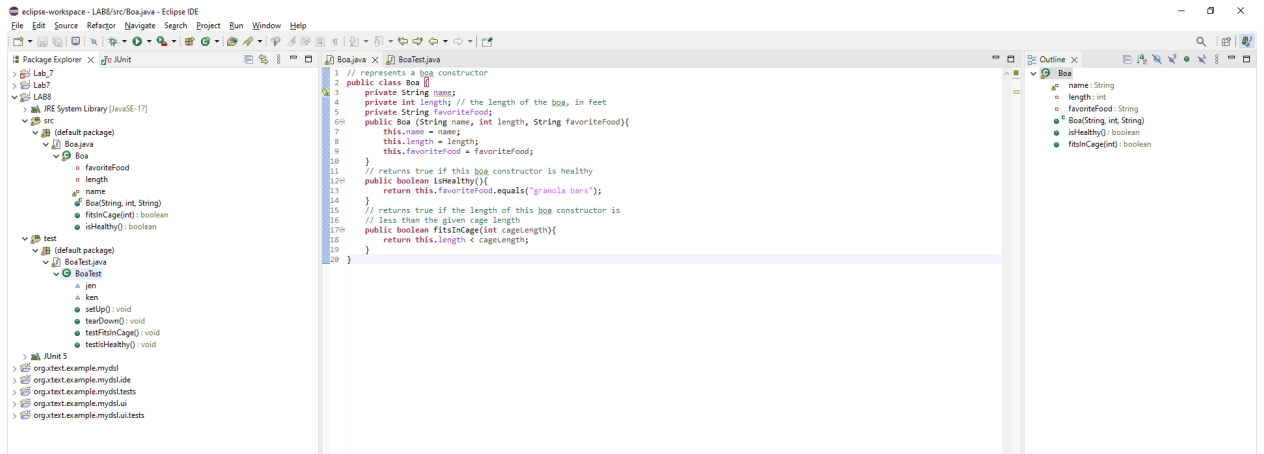 eclipse-workspace - LAB8/src/Boa.java - Eclipse IDE
File Edit Source Refactor Navigate Search Project Run Window Help
Package Explorer
JUnit
Lab_7
Lab7
LAB8
JRE System Library [JavaSE-17]
src
(default package)
Boa.java
Boa
favoriteFood
length
name
Boa(String, int, String)
fitsInCage(int) : boolean
isHealthy() : boolean
test
(default package)
BoaTest.java
BoaTest
jen
ken
setUp() : void
tearDown() : void
testFitsInCage() : void
testIsHealthy() : void
JUnit 5
org.xtext.example.mydsl
org.xtext.example.mydsl.ide
org.xtext.example.mydsl.tests
org.xtext.example.mydsl.ui
org.xtext.example.mydsl.ui.tests
Boa.java
BoaTest.java
1 // represents a boa constructor
2 public class Boa {
3 private String name;
4 private int length; // the length of the boa, in feet
5 private String favoriteFood;
6 public Boa (String name, int length, String favoriteFood){
7 this.name = name;
8 this.length = length;
9 this.favoriteFood = favoriteFood;
10 }
11 // returns true if this boa constructor is healthy
12 public boolean isHealthy(){
13 return this.favoriteFood.equals("granola bars");
14 }
15 // returns true if the length of this boa constructor is
16 // less than the given cage length
17 public boolean fitsInCage(int cageLength){
18 return this.length < cageLength;
19 }
20 }
Outline
Boa
name : String
length : int
favoriteFood : String
Boa(String, int, String)
isHealthy() : boolean
fitsInCage(int) : boolean